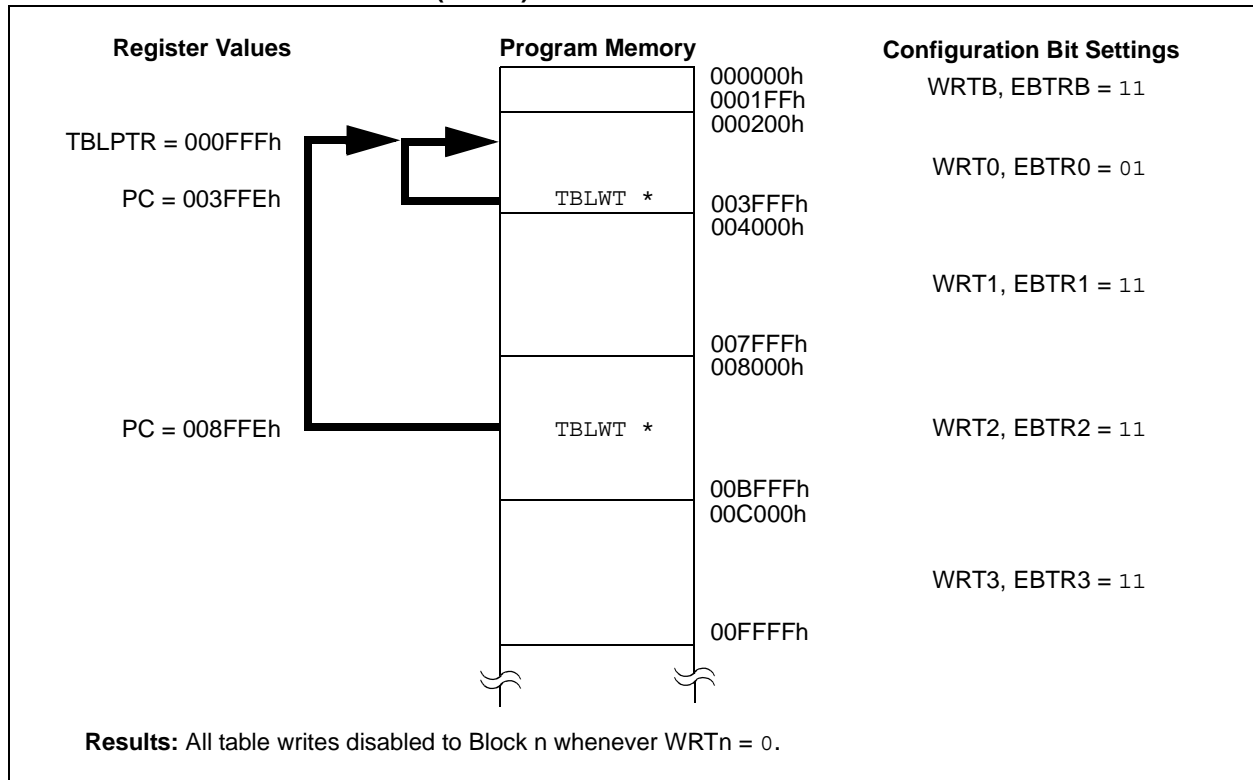 Register Values
Program Memory
Configuration Bit Settings
000000h
WRTB, EBTRB = 11
0001FFh
000200h
TBLPTR = 000FFFh
WRT0, EBTR0 = 01
PC = 003FFEh
TBLWT *
003FFFh
004000h
WRT1, EBTR1 = 11
007FFFh
008000h
PC = 008FFEh
TBLWT *
WRT2, EBTR2 = 11
00BFFFh
00C000h
WRT3, EBTR3 = 11
00FFFFh
Results: All table writes disabled to Block n whenever WRTn = 0.